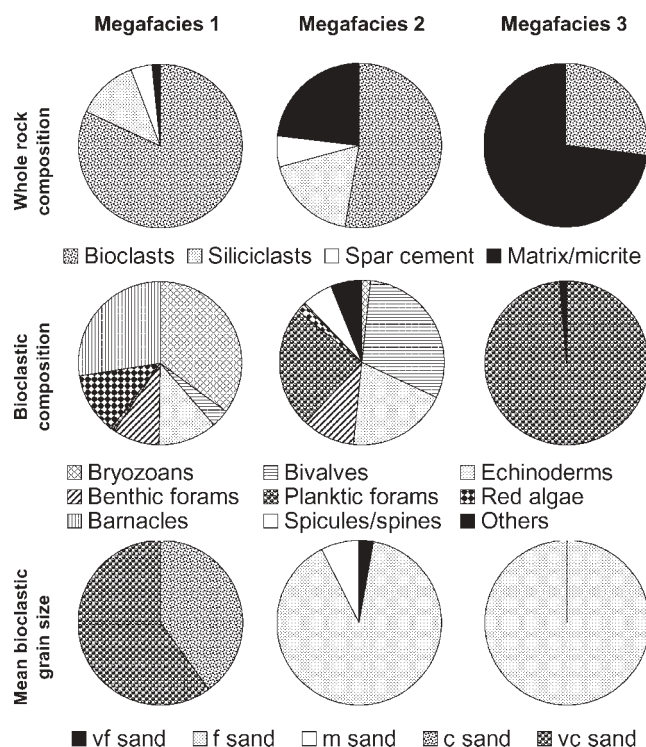 Megafacies 1 Megafacies 2 Megafacies 3
Whole rock
composition
Bioclasts Siliciclasts Spar cement Matrix/micrite
Bioclastic
composition
Bryozoans Bivalves Echinoderms
Benthic forams Planktic forams Red algae
Barnacles Spicules/spines Others
Mean bioclastic
grain size
vf sand f sand m sand c sand vc sand